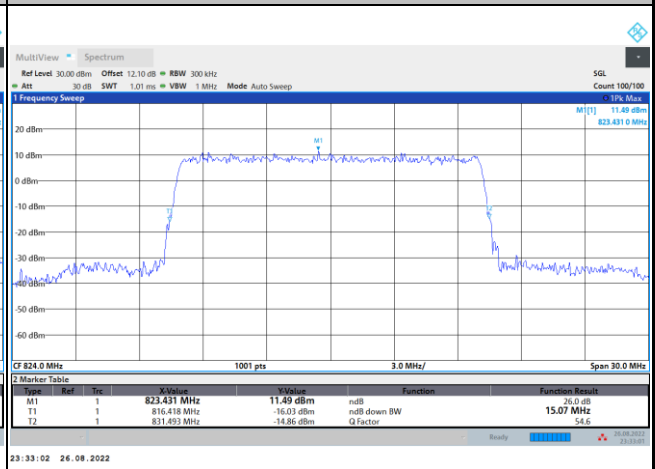 MultiView Spectrum
Ref Level 30.00 dBm Offset 12.10 dB RBW 300 kHz SGL
Att 30 dB SWT 1.01 ms VBW 1 MHz Mode Auto Sweep Count 100/100
1 Frequency Sweep 1Pk Max
M1[1] 11.49 dBm
823.431 0 MHz
20 dBm
M1
10 dBm
0 dBm
-10 dBm
-20 dBm
-30 dBm
-40 dBm
-50 dBm
-60 dBm
CF 824.0 MHz 1001 pts 3.0 MHz/ Span 30.0 MHz
2 Marker Table
Type Ref Trc X-Value Y-Value Function Function Result
M1 1 823.431 MHz 11.49 dBm ndB 26.0 dB
T1 1 816.418 MHz -16.03 dBm ndB down BW 15.07 MHz
T2 1 831.493 MHz -14.86 dBm Q Factor 54.6
Ready 26.08.2022
23:33:02 26.08.2022